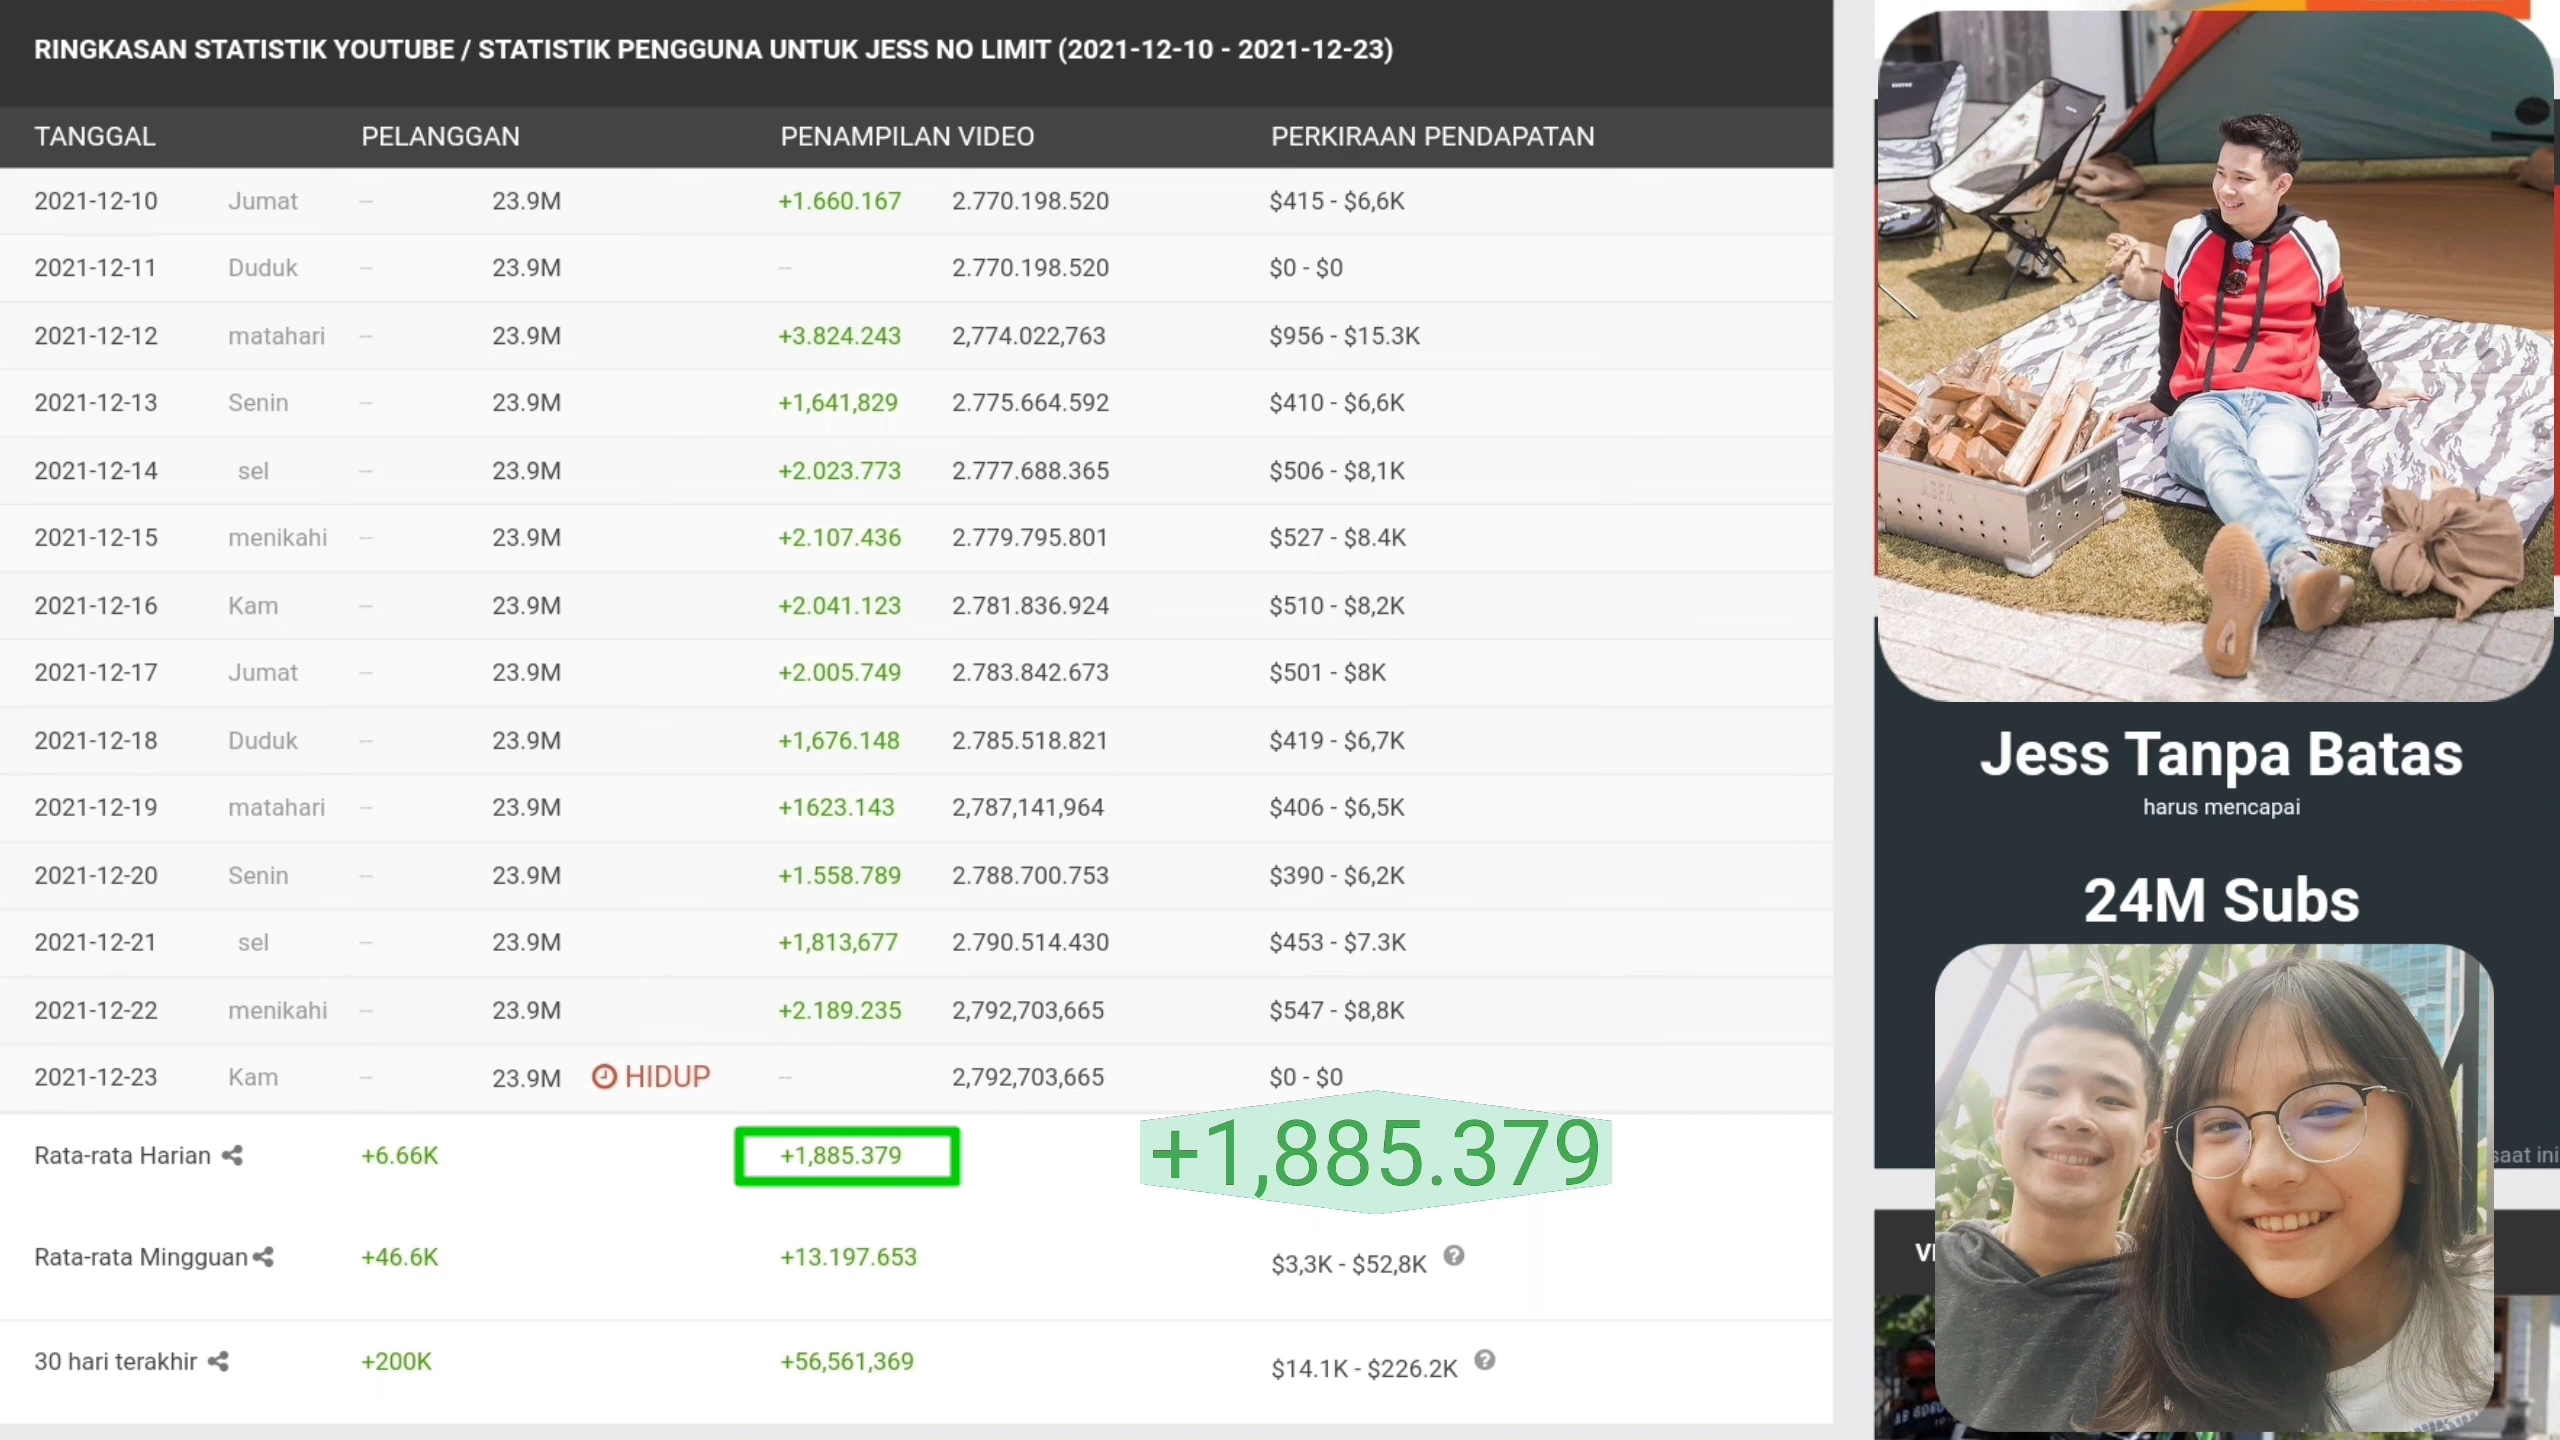 RINGKASAN STATISTIK YOUTUBE / STATISTIK PENGGUNA UNTUK JESS NO LIMIT (2021-12-10 - 2021-12-23)
TANGGAL PELANGGAN PENAMPILAN VIDEO PERKIRAAN PENDAPATAN
2021-12-10 Jumat -- 23.9M +1.660.167 2.770.198.520 $415 - $6,6K
2021-12-11 Duduk -- 23.9M -- 2.770.198.520 $0 - $0
2021-12-12 matahari -- 23.9M +3.824.243 2,774.022,763 $956 - $15.3K
2021-12-13 Senin -- 23.9M +1,641,829 2.775.664.592 $410 - $6,6K
2021-12-14 sel -- 23.9M +2.023.773 2.777.688.365 $506 - $8,1K
2021-12-15 menikahi -- 23.9M +2.107.436 2.779.795.801 $527 - $8.4K
2021-12-16 Kam -- 23.9M +2.041.123 2.781.836.924 $510 - $8,2K
2021-12-17 Jumat -- 23.9M +2.005.749 2.783.842.673 $501 - $8K
2021-12-18 Duduk -- 23.9M +1,676.148 2.785.518.821 $419 - $6,7K
2021-12-19 matahari -- 23.9M +1623.143 2,787,141,964 $406 - $6,5K
2021-12-20 Senin -- 23.9M +1.558.789 2.788.700.753 $390 - $6,2K
2021-12-21 sel -- 23.9M +1,813,677 2.790.514.430 $453 - $7.3K
2021-12-22 menikahi -- 23.9M +2.189.235 2,792,703,665 $547 - $8,8K
2021-12-23 Kam -- 23.9M HIDUP -- 2,792,703,665 $0 - $0
Rata-rata Harian +6.66K +1,885.379 +1,885.379
Rata-rata Mingguan +46.6K +13.197.653 $3,3K - $52,8K ?
30 hari terakhir +200K +56,561,369 $14.1K - $226.2K ?
Jess Tanpa Batas
harus mencapai
24M Subs
saat ini